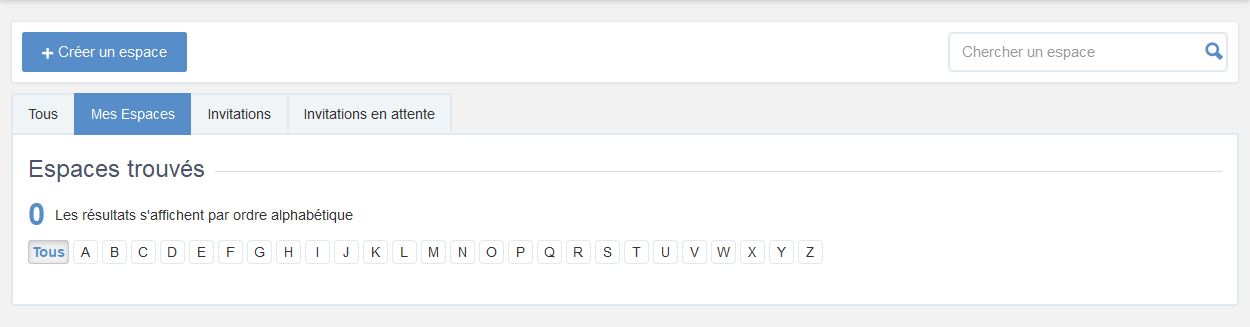 + Créer un espace
Chercher un espace
Tous Mes Espaces Invitations Invitations en attente
Espaces trouvés
0 Les résultats s'affichent par ordre alphabétique
Tous A B C D E F G H I J K L M N O P Q R S T U V W X Y Z